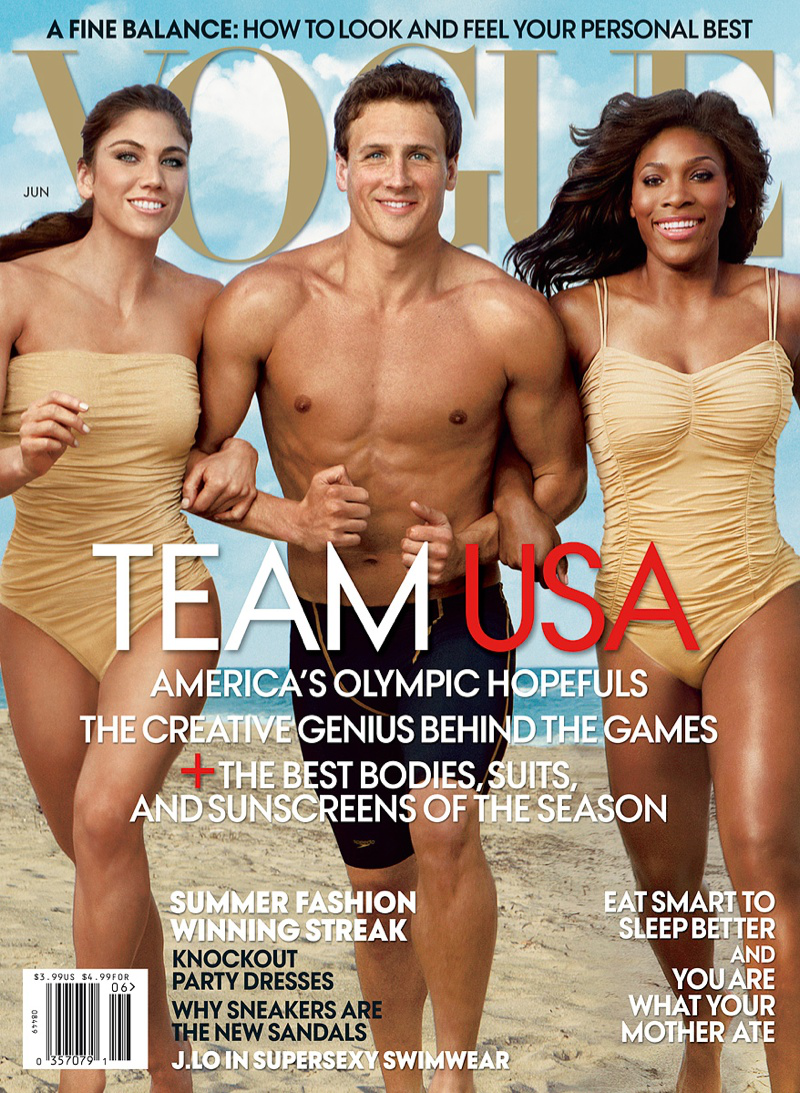 A FINE BALANCE: HOW TO LOOK AND FEEL YOUR PERSONAL BEST
VOGUE
JUN
TEAM USA
AMERICA'S OLYMPIC HOPEFULS
THE CREATIVE GENIUS BEHIND THE GAMES
+THE BEST BODIES, SUITS,
AND SUNSCREENS OF THE SEASON
speedo
SUMMER FASHION
WINNING STREAK
KNOCKOUT
PARTY DRESSES
WHY SNEAKERS ARE
THE NEW SANDALS
J.LO IN SUPERSEXY SWIMWEAR
EAT SMART TO
SLEEP BETTER
AND
YOU ARE
WHAT YOUR
MOTHER ATE
$3.99US $4.99FOR
06>
08449
0 357079 1